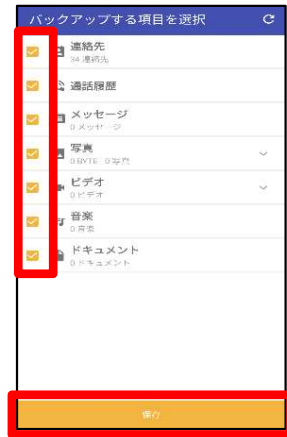 バックアップする項目を選択
連絡先
34 連絡先
通話履歴
メッセージ
0 メッセージ
写真
0 BYTE 0 写真
ビデオ
0 ビデオ
音楽
0 音楽
ドキュメント
0 ドキュメント
保存